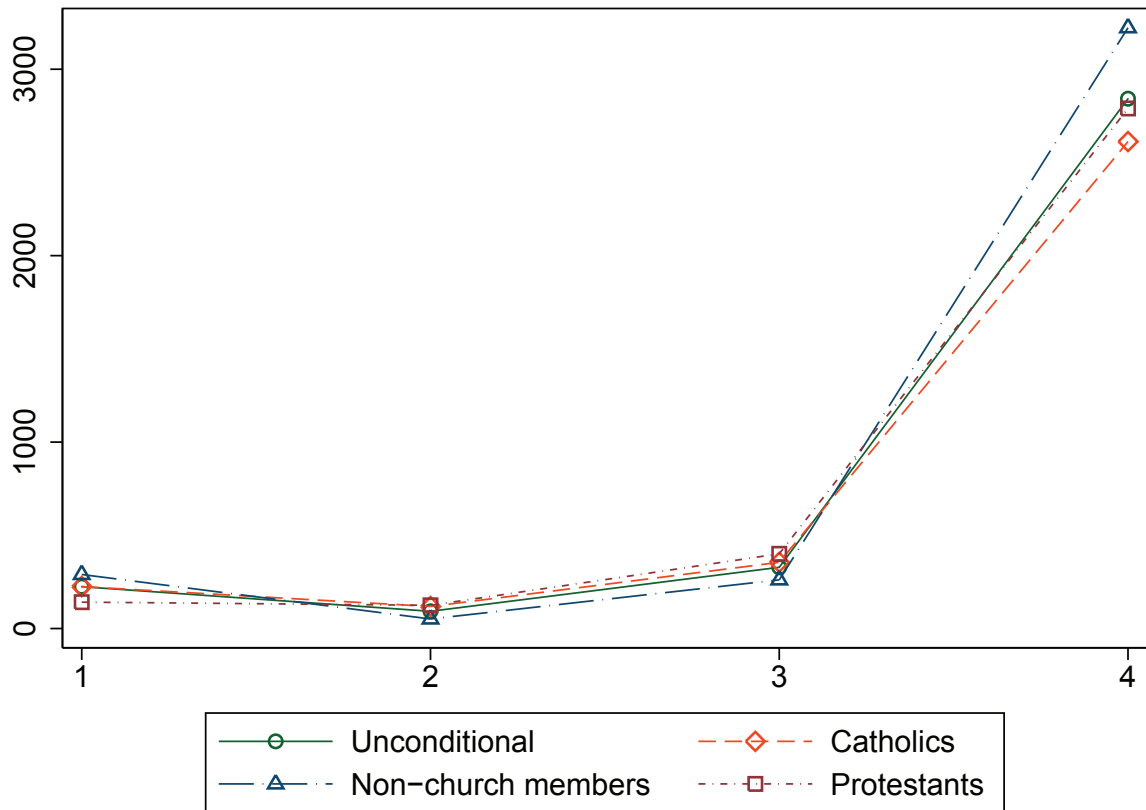 3000
2000
1000
0
1 2 3 4
Unconditional Catholics
Non−church members Protestants